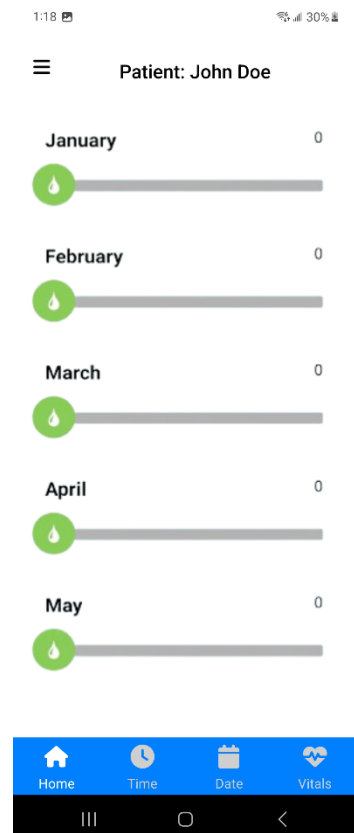 1:18 30%
Patient: John Doe
January 0
February 0
March 0
April 0
May 0
Home Time Date Vitals